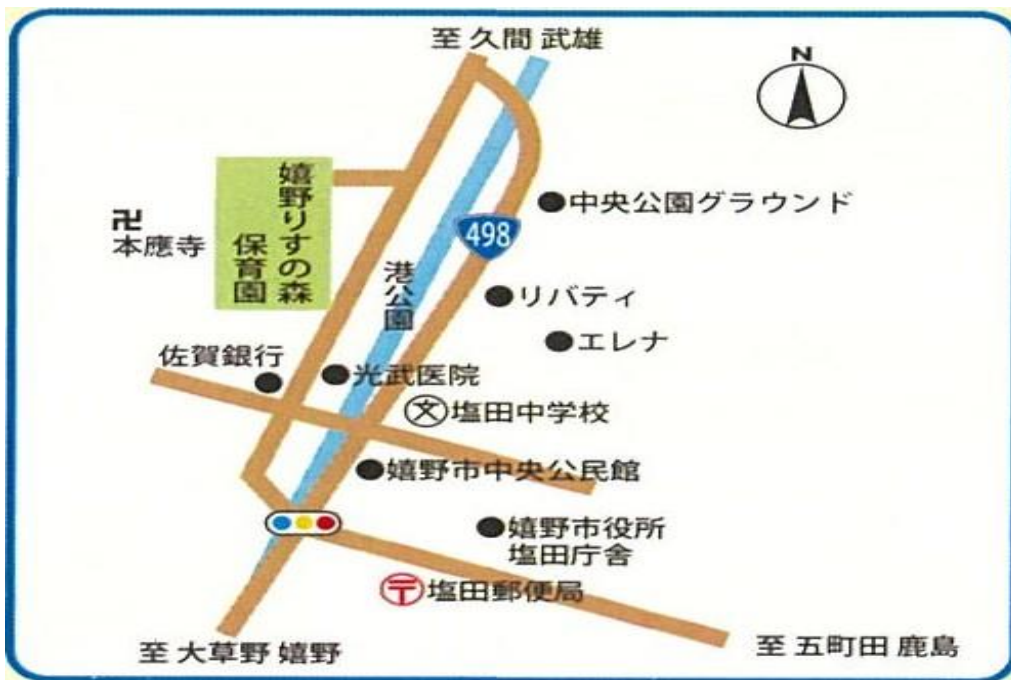 至 久間 武雄
N
嬉野りすの森
保育園
卍
本應寺
中央公園グラウンド
498
港公園
リバティ
エレナ
佐賀銀行
光武医院
文
塩田中学校
嬉野市中央公民館
嬉野市役所
塩田庁舎
〒
塩田郵便局
至 大草野 嬉野
至 五町田 鹿島